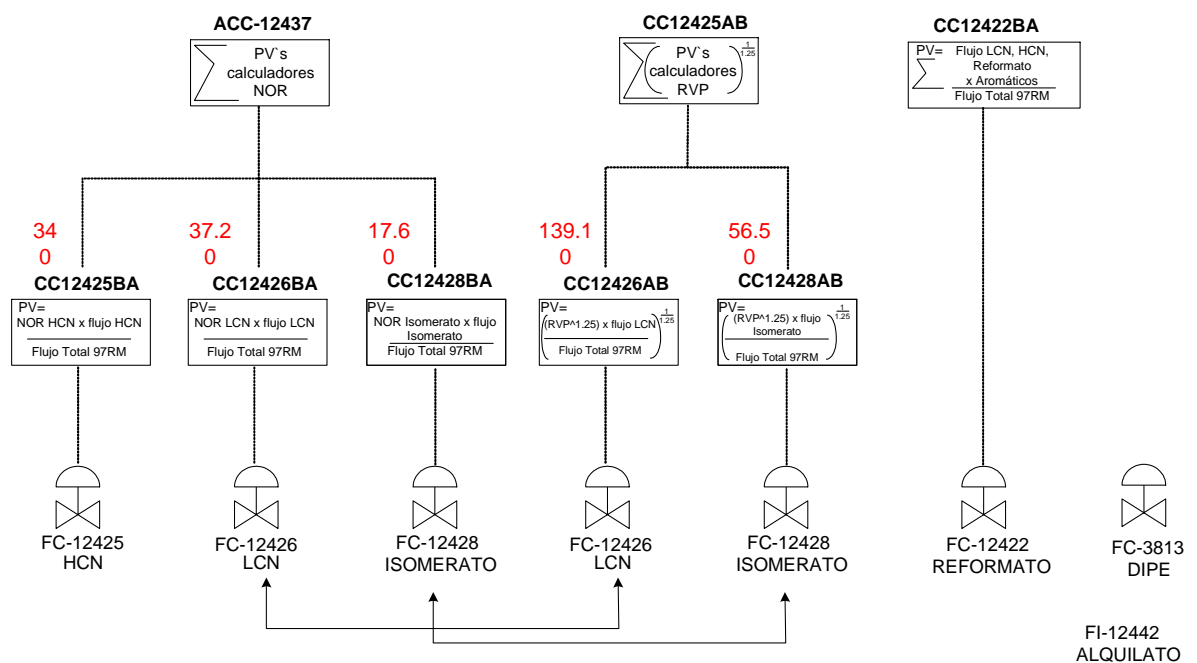 ACC-12437
PV`s
calculadores
NOR
CC12425AB
PV`s
calculadores
RVP
1
1.25
CC12422BA
PV=
Flujo LCN, HCN,
Reformato
x Aromáticos
Flujo Total 97RM
34
0
CC12425BA
PV=
NOR HCN x flujo HCN
Flujo Total 97RM
37.2
0
CC12426BA
PV=
NOR LCN x flujo LCN
Flujo Total 97RM
17.6
0
CC12428BA
PV=
NOR Isomerato x flujo
Isomerato
Flujo Total 97RM
139.1
0
CC12426AB
PV=
(RVP^1.25) x flujo LCN
Flujo Total 97RM
1
1.25
56.5
0
CC12428AB
PV=
(RVP^1.25) x flujo
Isomerato
Flujo Total 97RM
1
1.25
FC-12425
HCN
FC-12426
LCN
FC-12428
ISOMERATO
FC-12426
LCN
FC-12428
ISOMERATO
FC-12422
REFORMATO
FC-3813
DIPE
FI-12442
ALQUILATO